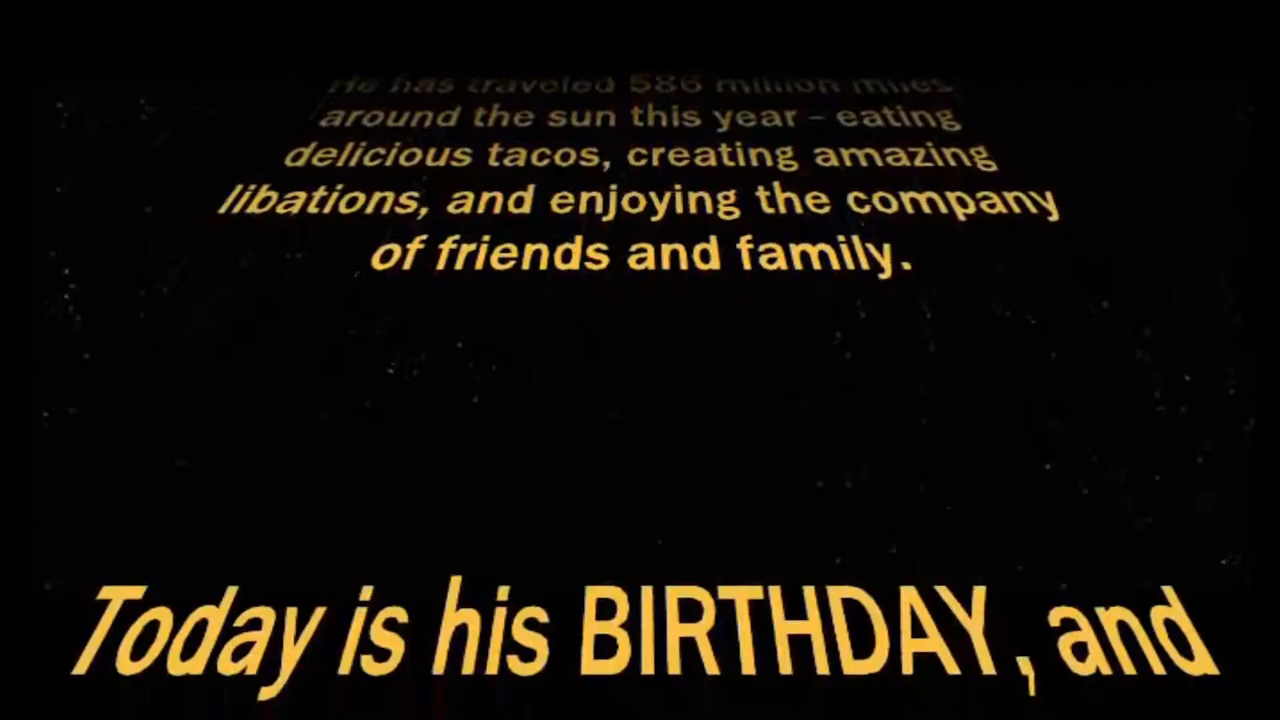 He has traveled 586 million miles
around the sun this year - eating
delicious tacos, creating amazing
libations, and enjoying the company
of friends and family.
Today is his BIRTHDAY, and